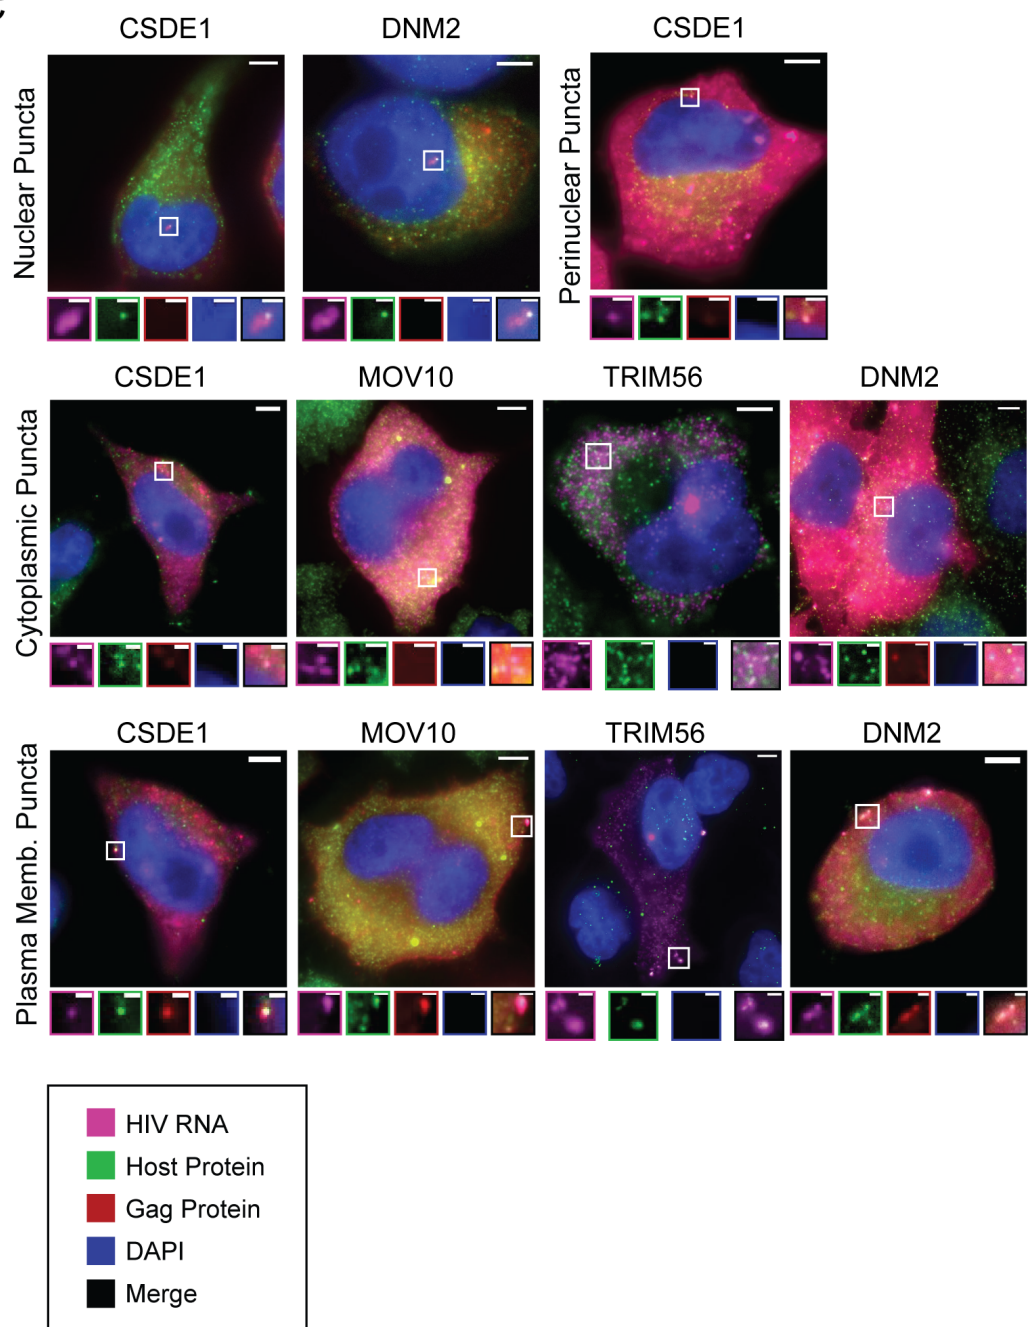 CSDE1 DNM2 CSDE1
Nuclear Puncta
Perinuclear Puncta
CSDE1 MOV10 TRIM56 DNM2
Cytoplasmic Puncta
CSDE1 MOV10 TRIM56 DNM2
Plasma Memb. Puncta
HIV RNA
Host Protein
Gag Protein
DAPI
Merge